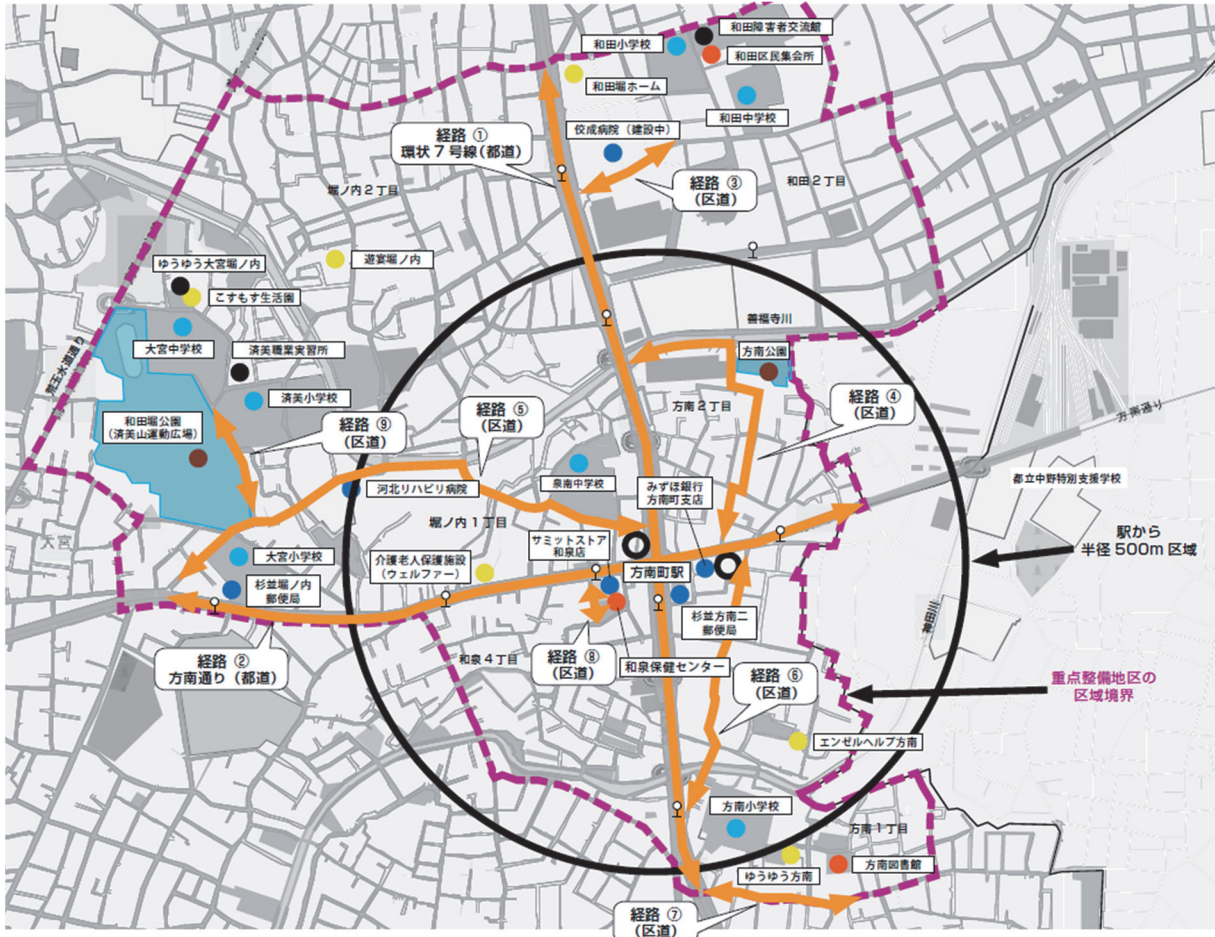 和田障害者交流館
和田小学校
和田区民集会所
和田堀ホーム
和田中学校
佼成病院（建設中）
経路 ①
環状７号線(都道)
経路 ③
（区道）
和田２丁目
堀ノ内２丁目
遊宴堀ノ内
ゆうゆう大宮堀ノ内
こすもす生活園
大宮中学校
済美職業実習所
善福寺川
方南公園
荒玉水道通り
済美小学校
和田堀公園
（済美山運動広場）
経路 ⑨
（区道）
経路 ⑤
（区道）
方南２丁目
経路 ④
（区道）
方南通り
泉南中学校
みずほ銀行
方南町支店
河北リハビリ病院
都立中野特別支援学校
堀ノ内１丁目
サミットストア
和泉店
駅から
半径 500m 区域
大宮
大宮小学校
介護老人保護施設
（ウェルファー）
方南町駅
杉並堀ノ内
郵便局
杉並方南二
郵便局
神田川
経路 ②
方南通り（都道）
和泉４丁目
経路 ⑧
（区道）
和泉保健センター
経路 ⑥
（区道）
重点整備地区の
区域境界
エンゼルヘルプ方南
方南小学校
方南１丁目
ゆうゆう方南
方南図書館
経路 ⑦
（区道）